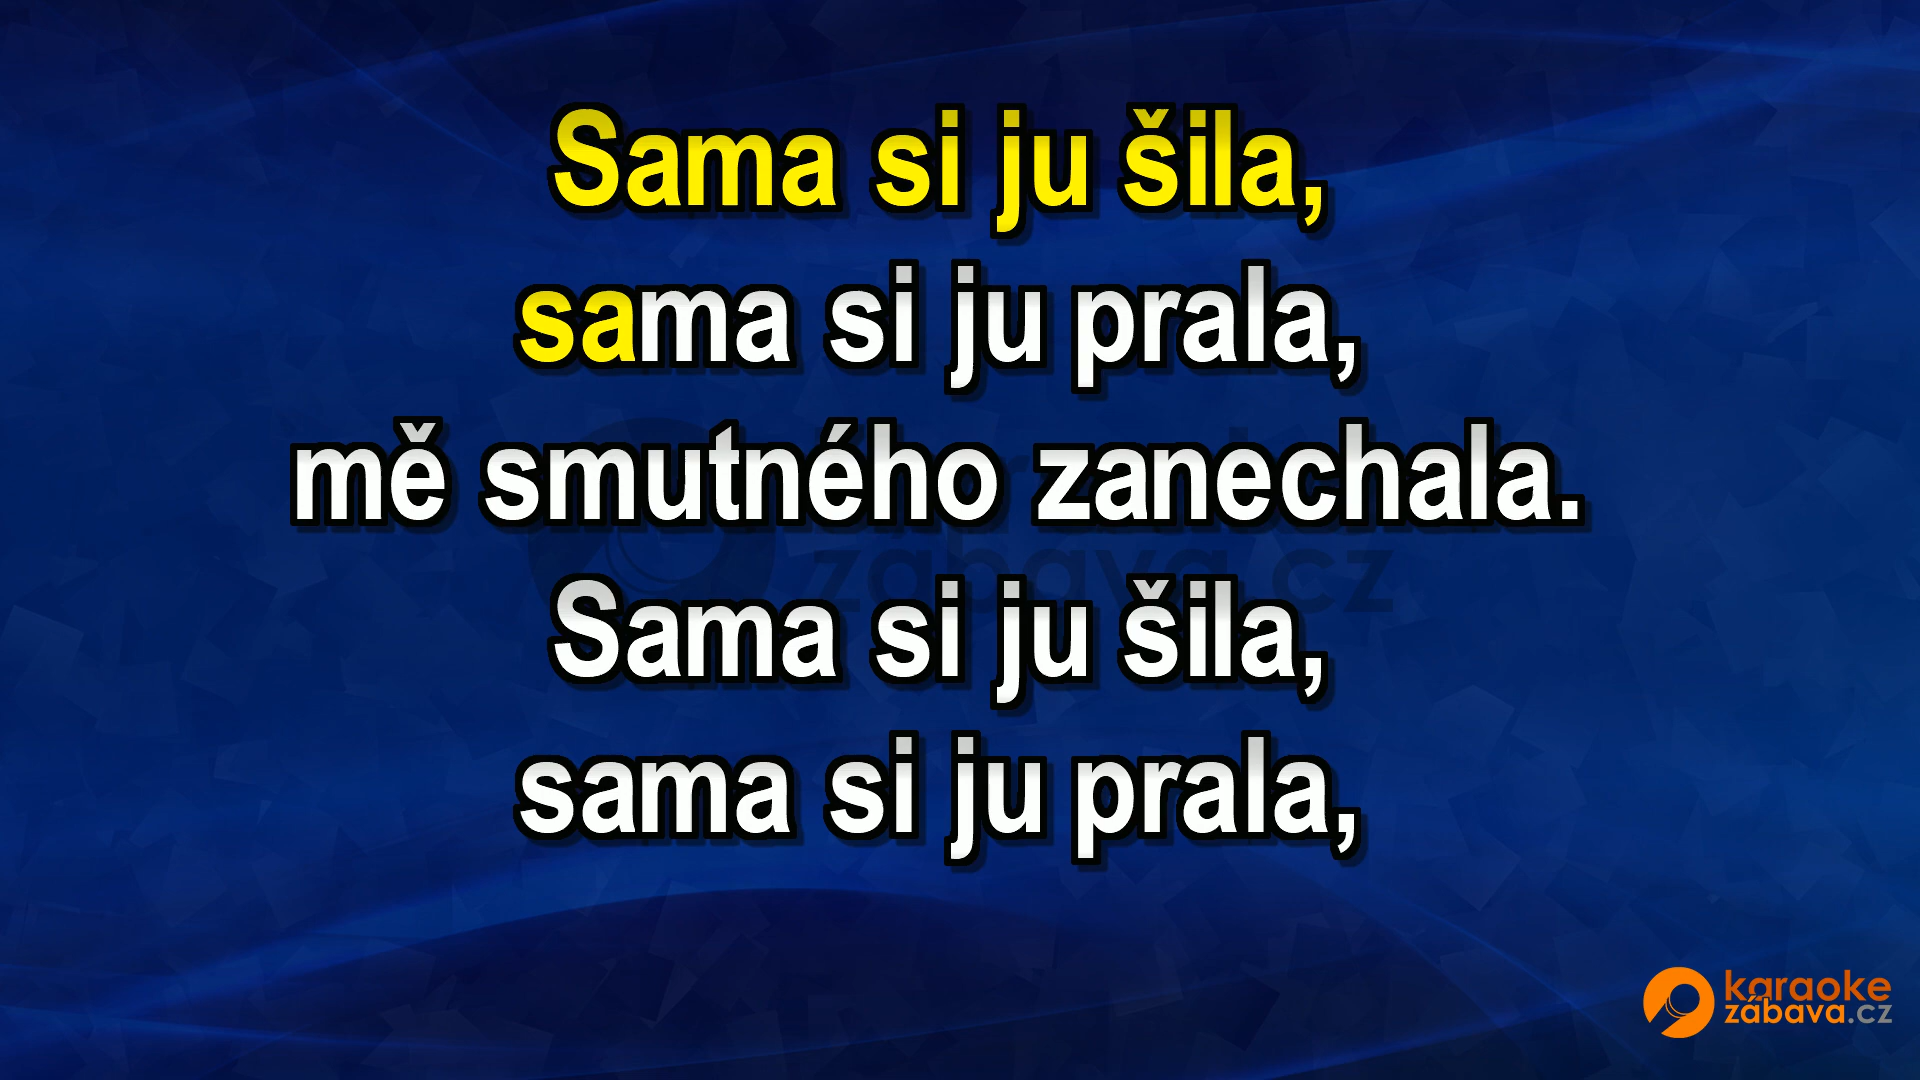 Sama si ju šila,
sama si ju prala,
mě smutného zanechala.
Sama si ju šila,
sama si ju prala,
karaoke
zábava.cz